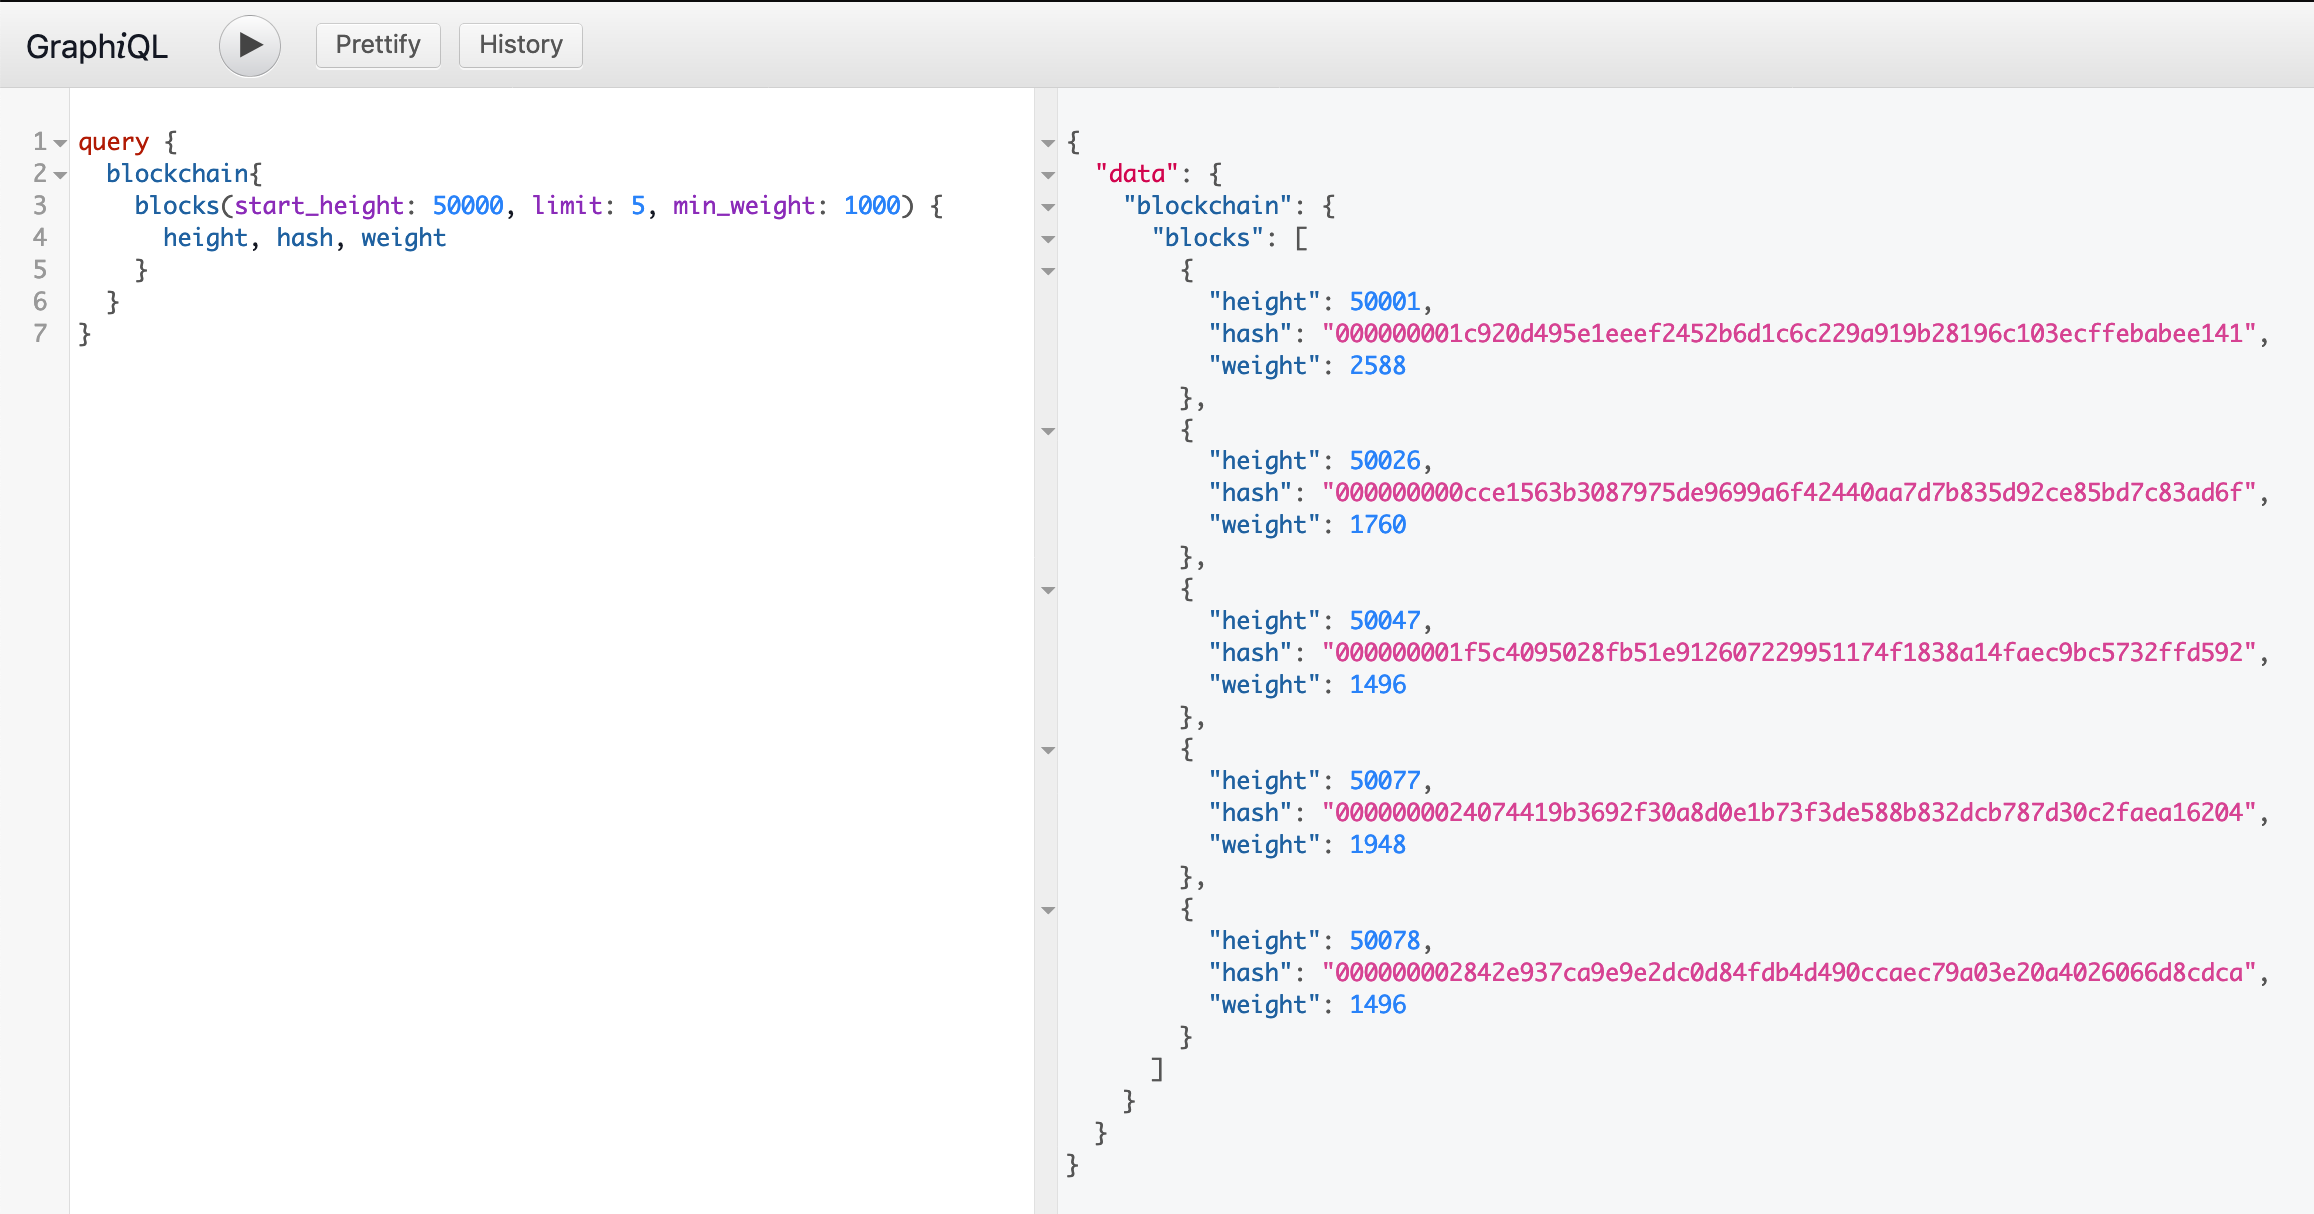 GraphiQL Prettify History
1 query {
2 blockchain{
3 blocks(start_height: 50000, limit: 5, min_weight: 1000) {
4 height, hash, weight
5 }
6 }
7 }
{
"data": {
"blockchain": {
"blocks": [
{
"height": 50001,
"hash": "000000001c920d495e1eeef2452b6d1c6c229a919b28196c103ecffebabee141",
"weight": 2588
},
{
"height": 50026,
"hash": "000000000cce1563b3087975de9699a6f42440aa7d7b835d92ce85bd7c83ad6f",
"weight": 1760
},
{
"height": 50047,
"hash": "000000001f5c4095028fb51e912607229951174f1838a14faec9bc5732ffd592",
"weight": 1496
},
{
"height": 50077,
"hash": "0000000024074419b3692f30a8d0e1b73f3de588b832dcb787d30c2faea16204",
"weight": 1948
},
{
"height": 50078,
"hash": "000000002842e937ca9e9e2dc0d84fdb4d490ccaec79a03e20a4026066d8cdca",
"weight": 1496
}
]
}
}
}